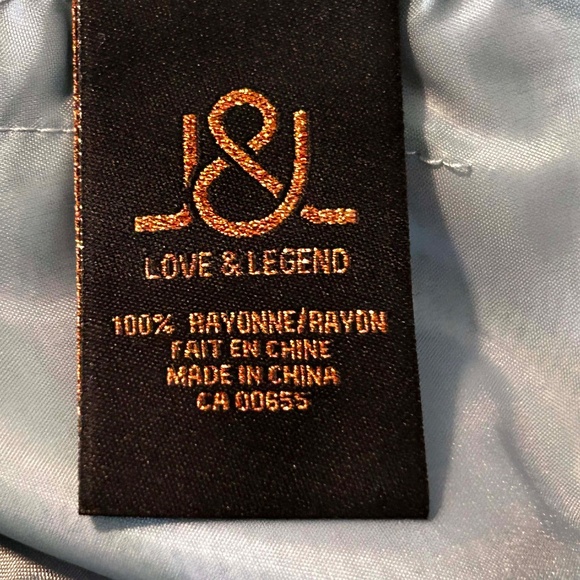 L&L
LOVE & LEGEND
100% RAYONNE/RAYON
FAIT EN CHINE
MADE IN CHINA
CA 00655